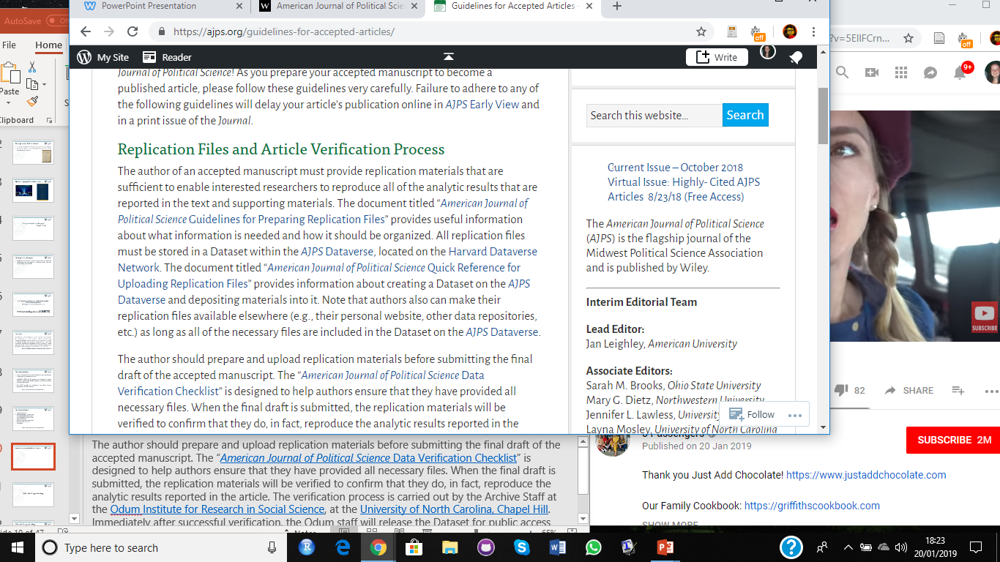 AutoSave
File
Home
Paste
Clipboard
PowerPoint Presentation
American Journal of Political Scie
Guidelines for Accepted Articles -
https://ajps.org/guidelines-for-accepted-articles/
off
My Site
Reader
Write
Journal of Political Science! As you prepare your accepted manuscript to become a
published article, please follow these guidelines very carefully. Failure to adhere to any of
the following guidelines will delay your article's publication online in AJPS Early View and
in a print issue of the Journal.
Replication Files and Article Verification Process
The author of an accepted manuscript must provide replication materials that are
sufficient to enable interested researchers to reproduce all of the analytic results that are
reported in the text and supporting materials. The document titled “American Journal of
Political Science Guidelines for Preparing Replication Files” provides useful information
about what information is needed and how it should be organized. All replication files
must be stored in a Dataset within the AJPS Dataverse, located on the Harvard Dataverse
Network. The document titled “American Journal of Political Science Quick Reference for
Uploading Replication Files” provides information about creating a Dataset on the AJPS
Dataverse and depositing materials into it. Note that authors also can make their
replication files available elsewhere (e.g., their personal website, other data repositories,
etc.) as long as all of the necessary files are included in the Dataset on the AJPS Dataverse.
The author should prepare and upload replication materials before submitting the final
draft of the accepted manuscript. The “American Journal of Political Science Data
Verification Checklist” is designed to help authors ensure that they have provided all
necessary files. When the final draft is submitted, the replication materials will be
verified to confirm that they do, in fact, reproduce the analytic results reported in the
Search this website...
Search
Current Issue – October 2018
Virtual Issue: Highly- Cited AJPS
Articles 8/23/18 (Free Access)
The American Journal of Political Science
(AJPS) is the flagship journal of the
Midwest Political Science Association
and is published by Wiley.
Interim Editorial Team
Lead Editor:
Jan Leighley, American University
Associate Editors:
Sarah M. Brooks, Ohio State University
Mary G. Dietz, Northwestern University
Jennifer L. Lawless, University
Layna Mosley, University of North Carolina
Follow
The author should prepare and upload replication materials before submitting the final draft of the
accepted manuscript. The “American Journal of Political Science Data Verification Checklist” is
designed to help authors ensure that they have provided all necessary files. When the final draft is
submitted, the replication materials will be verified to confirm that they do, in fact, reproduce the
analytic results reported in the article. The verification process is carried out by the Archive Staff at
the Odum Institute for Research in Social Science, at the University of North Carolina, Chapel Hill.
Immediately after successful verification, the Odum staff will release the Dataset for public access
?v=5EIIFCrn...
off
9+
SUBSCRIBE
82
SHARE
Passengers
Published on 20 Jan 2019
SUBSCRIBE 2M
Thank you Just Add Chocolate! https://www.justaddchocolate.com
Our Family Cookbook: https://griffithscookbook.com
SHOW MORE
Type here to search
18:23
20/01/2019